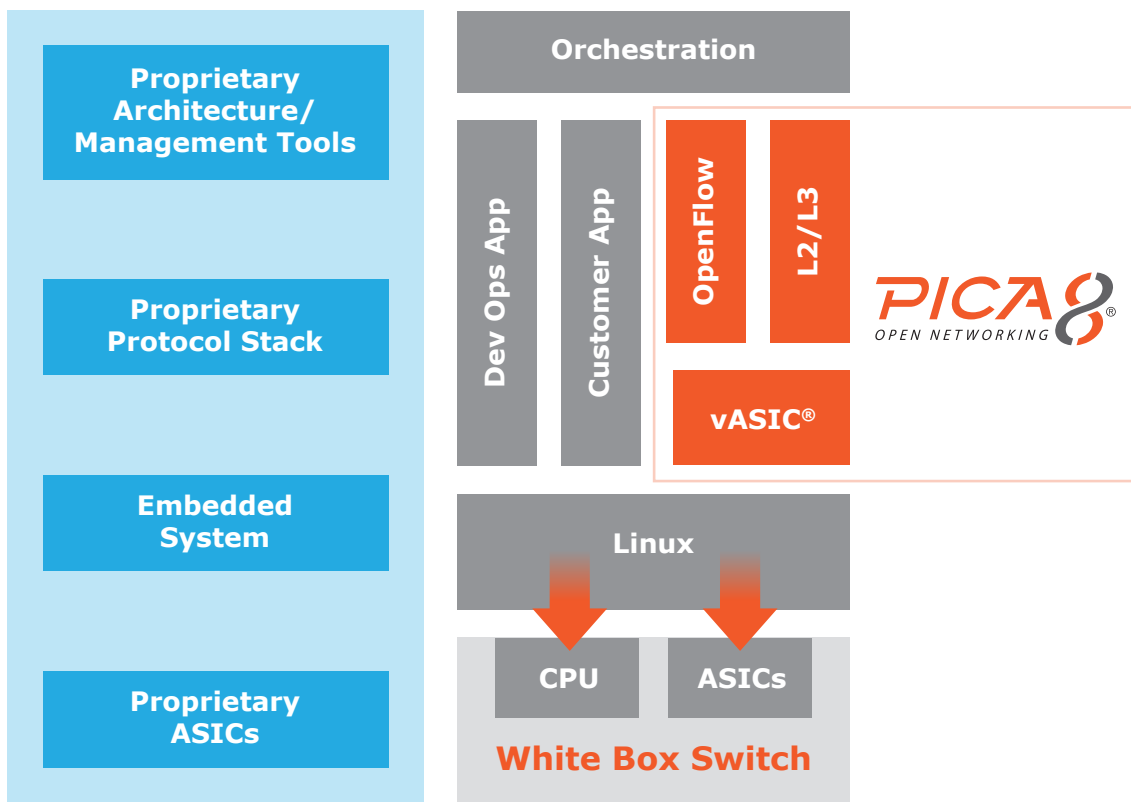 Proprietary
Architecture/
Management Tools
Proprietary
Protocol Stack
Embedded
System
Proprietary
ASICs
Orchestration
Dev Ops App
Customer App
OpenFlow
L2/L3
vASIC®
PICA8®
OPEN NETWORKING
Linux
CPU
ASICs
White Box Switch